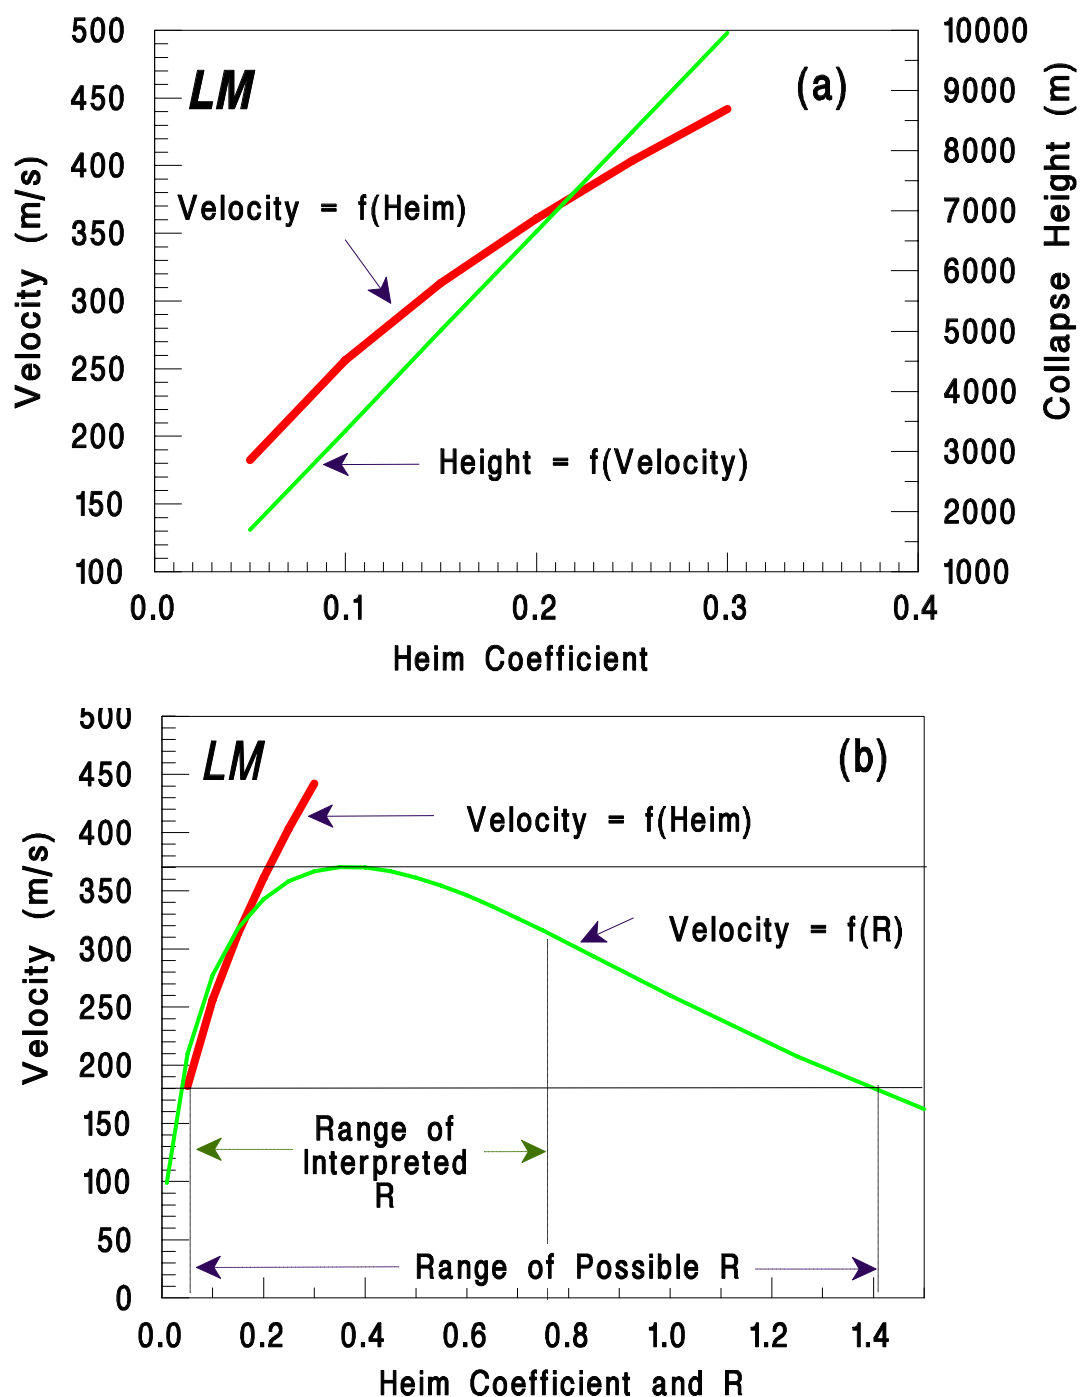 LM
(a)
500
450
400
350
300
250
200
150
100
Velocity (m/s)
10000
9000
8000
7000
6000
5000
4000
3000
2000
1000
Collapse Height (m)
Velocity = f(Heim)
Height = f(Velocity)
0.0 0.1 0.2 0.3 0.4
Heim Coefficient
LM
(b)
500
450
400
350
300
250
200
150
100
50
0
Velocity (m/s)
Velocity = f(Heim)
Velocity = f(R)
Range of
Interpreted
R
Range of Possible R
0.0 0.2 0.4 0.6 0.8 1.0 1.2 1.4
Heim Coefficient and R